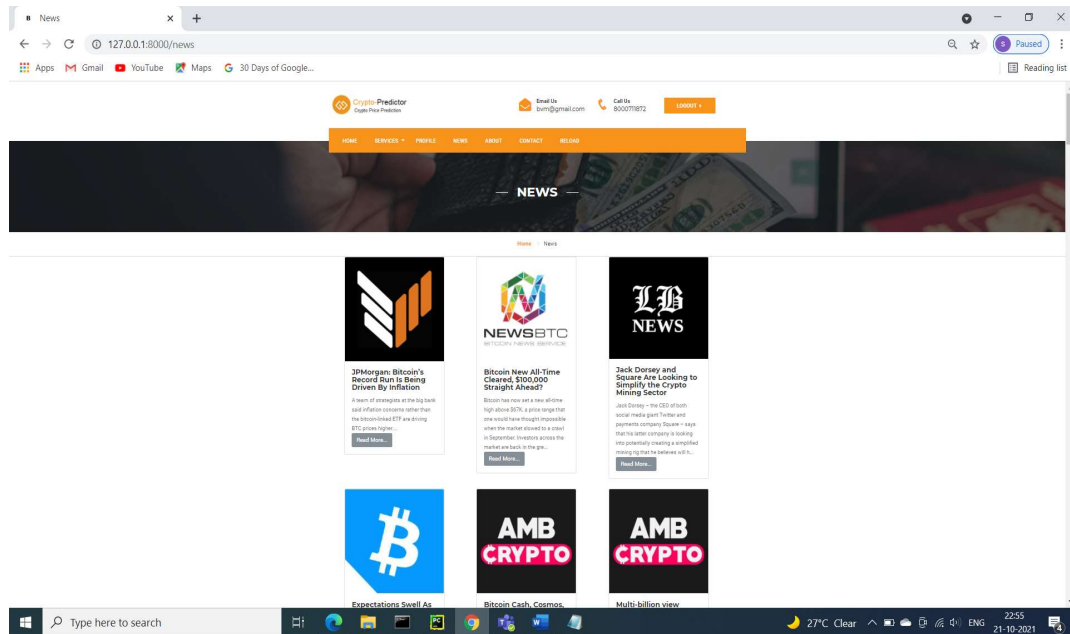 B News
127.0.0.1:8000/news
S Paused
Apps Gmail YouTube Maps G 30 Days of Google...
Reading list
Crypto-Predictor
Crypto Price Prediction
Email Us
bvm@gmail.com
Call Us
8000711872
LOGOUT
HOME SERVICES PROFILE NEWS ABOUT CONTACT RELOAD
NEWS
Home News
NEWSBTC
BITCOIN NEWS SERVICE
LB
NEWS
JPMorgan: Bitcoin's
Record Run Is Being
Driven By Inflation
A team of strategists at the big bank
said inflation concerns rather than
the bitcoin-linked ETF are driving
BTC prices higher,...
Read More...
Bitcoin New All-Time
Cleared, $100,000
Straight Ahead?
Bitcoin has now set a new all-time
high above $67K, a price range that
one would have thought impossible
when the market slowed to a crawl
in September. Investors across the
market are back in the gre...
Read More...
Jack Dorsey and
Square Are Looking to
Simplify the Crypto
Mining Sector
Jack Dorsey – the CEO of both
social media giant Twitter and
payments company Square – says
that his latter company is looking
into potentially creating a simplified
mining rig that he believes will h...
Read More...
AMB
CRYPTO
AMB
CRYPTO
Expectations Swell As
Bitcoin Cash, Cosmos,
Multi-billion view
Type here to search
PC
W
27°C Clear
ENG
22:55
21-10-2021
4